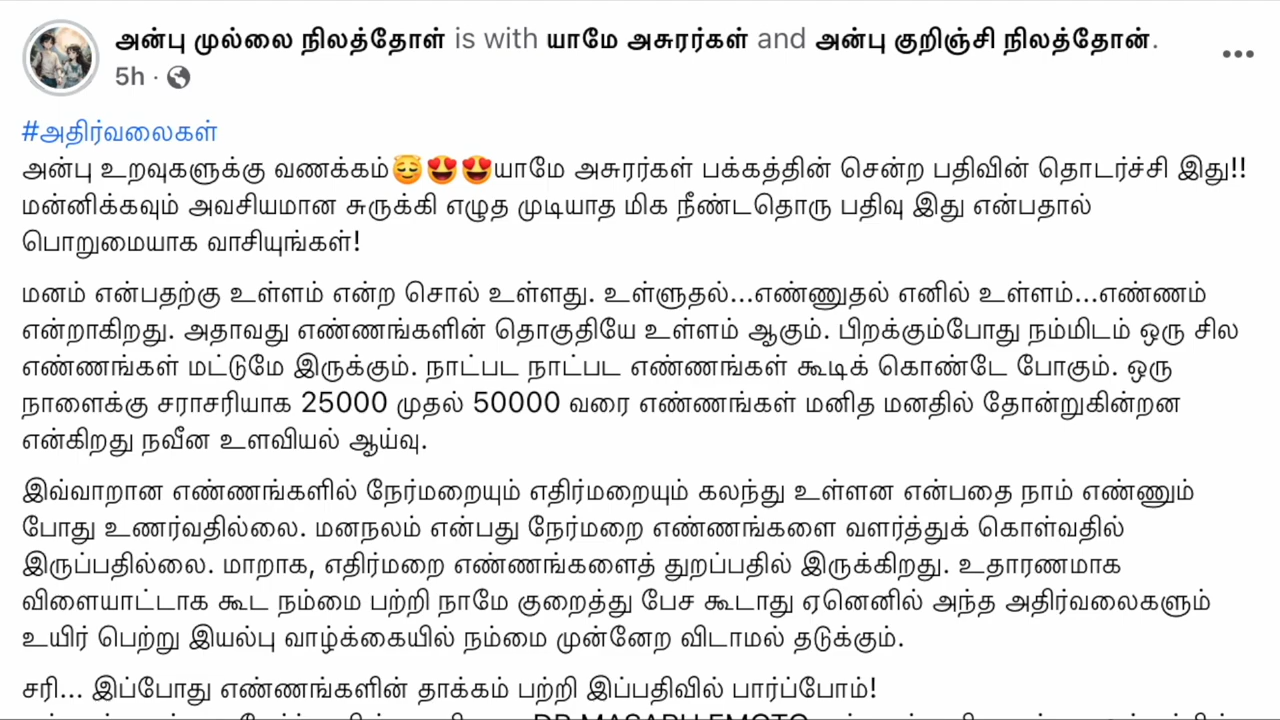 அன்பு முல்லை நிலத்தோள் is with யாமே அசுரர்கள் and அன்பு குறிஞ்சி நிலத்தோன்.
5h ·
#அதிர்வலைகள்
அன்பு உறவுகளுக்கு வணக்கம்😌😍😍யாமே அசுரர்கள் பக்கத்தின் சென்ற பதிவின் தொடர்ச்சி இது!!
மன்னிக்கவும் அவசியமான சுருக்கி எழுத முடியாத மிக நீண்டதொரு பதிவு இது என்பதால்
பொறுமையாக வாசியுங்கள்!
மனம் என்பதற்கு உள்ளம் என்ற சொல் உள்ளது. உள்ளுதல்...எண்ணுதல் எனில் உள்ளம்...எண்ணம்
என்றாகிறது. அதாவது எண்ணங்களின் தொகுதியே உள்ளம் ஆகும். பிறக்கும்போது நம்மிடம் ஒரு சில
எண்ணங்கள் மட்டுமே இருக்கும். நாட்பட நாட்பட எண்ணங்கள் கூடிக் கொண்டே போகும். ஒரு
நாளைக்கு சராசரியாக 25000 முதல் 50000 வரை எண்ணங்கள் மனித மனதில் தோன்றுகின்றன
என்கிறது நவீன உளவியல் ஆய்வு.
இவ்வாறான எண்ணங்களில் நேர்மறையும் எதிர்மறையும் கலந்து உள்ளன என்பதை நாம் எண்ணும்
போது உணர்வதில்லை. மனநலம் என்பது நேர்மறை எண்ணங்களை வளர்த்துக் கொள்வதில்
இருப்பதில்லை. மாறாக, எதிர்மறை எண்ணங்களைத் துறப்பதில் இருக்கிறது. உதாரணமாக
விளையாட்டாக கூட நம்மை பற்றி நாமே குறைத்து பேச கூடாது ஏனெனில் அந்த அதிர்வலைகளும்
உயிர் பெற்று இயல்பு வாழ்க்கையில் நம்மை முன்னேற விடாமல் தடுக்கும்.
சரி... இப்போது எண்ணங்களின் தாக்கம் பற்றி இப்பதிவில் பார்ப்போம்!
DR MASARU EMOTO